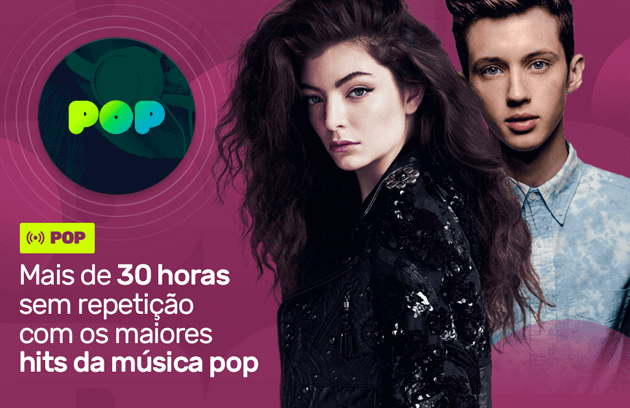 POP
POP
Mais de 30 horas
sem repetição
com os maiores
hits da música pop